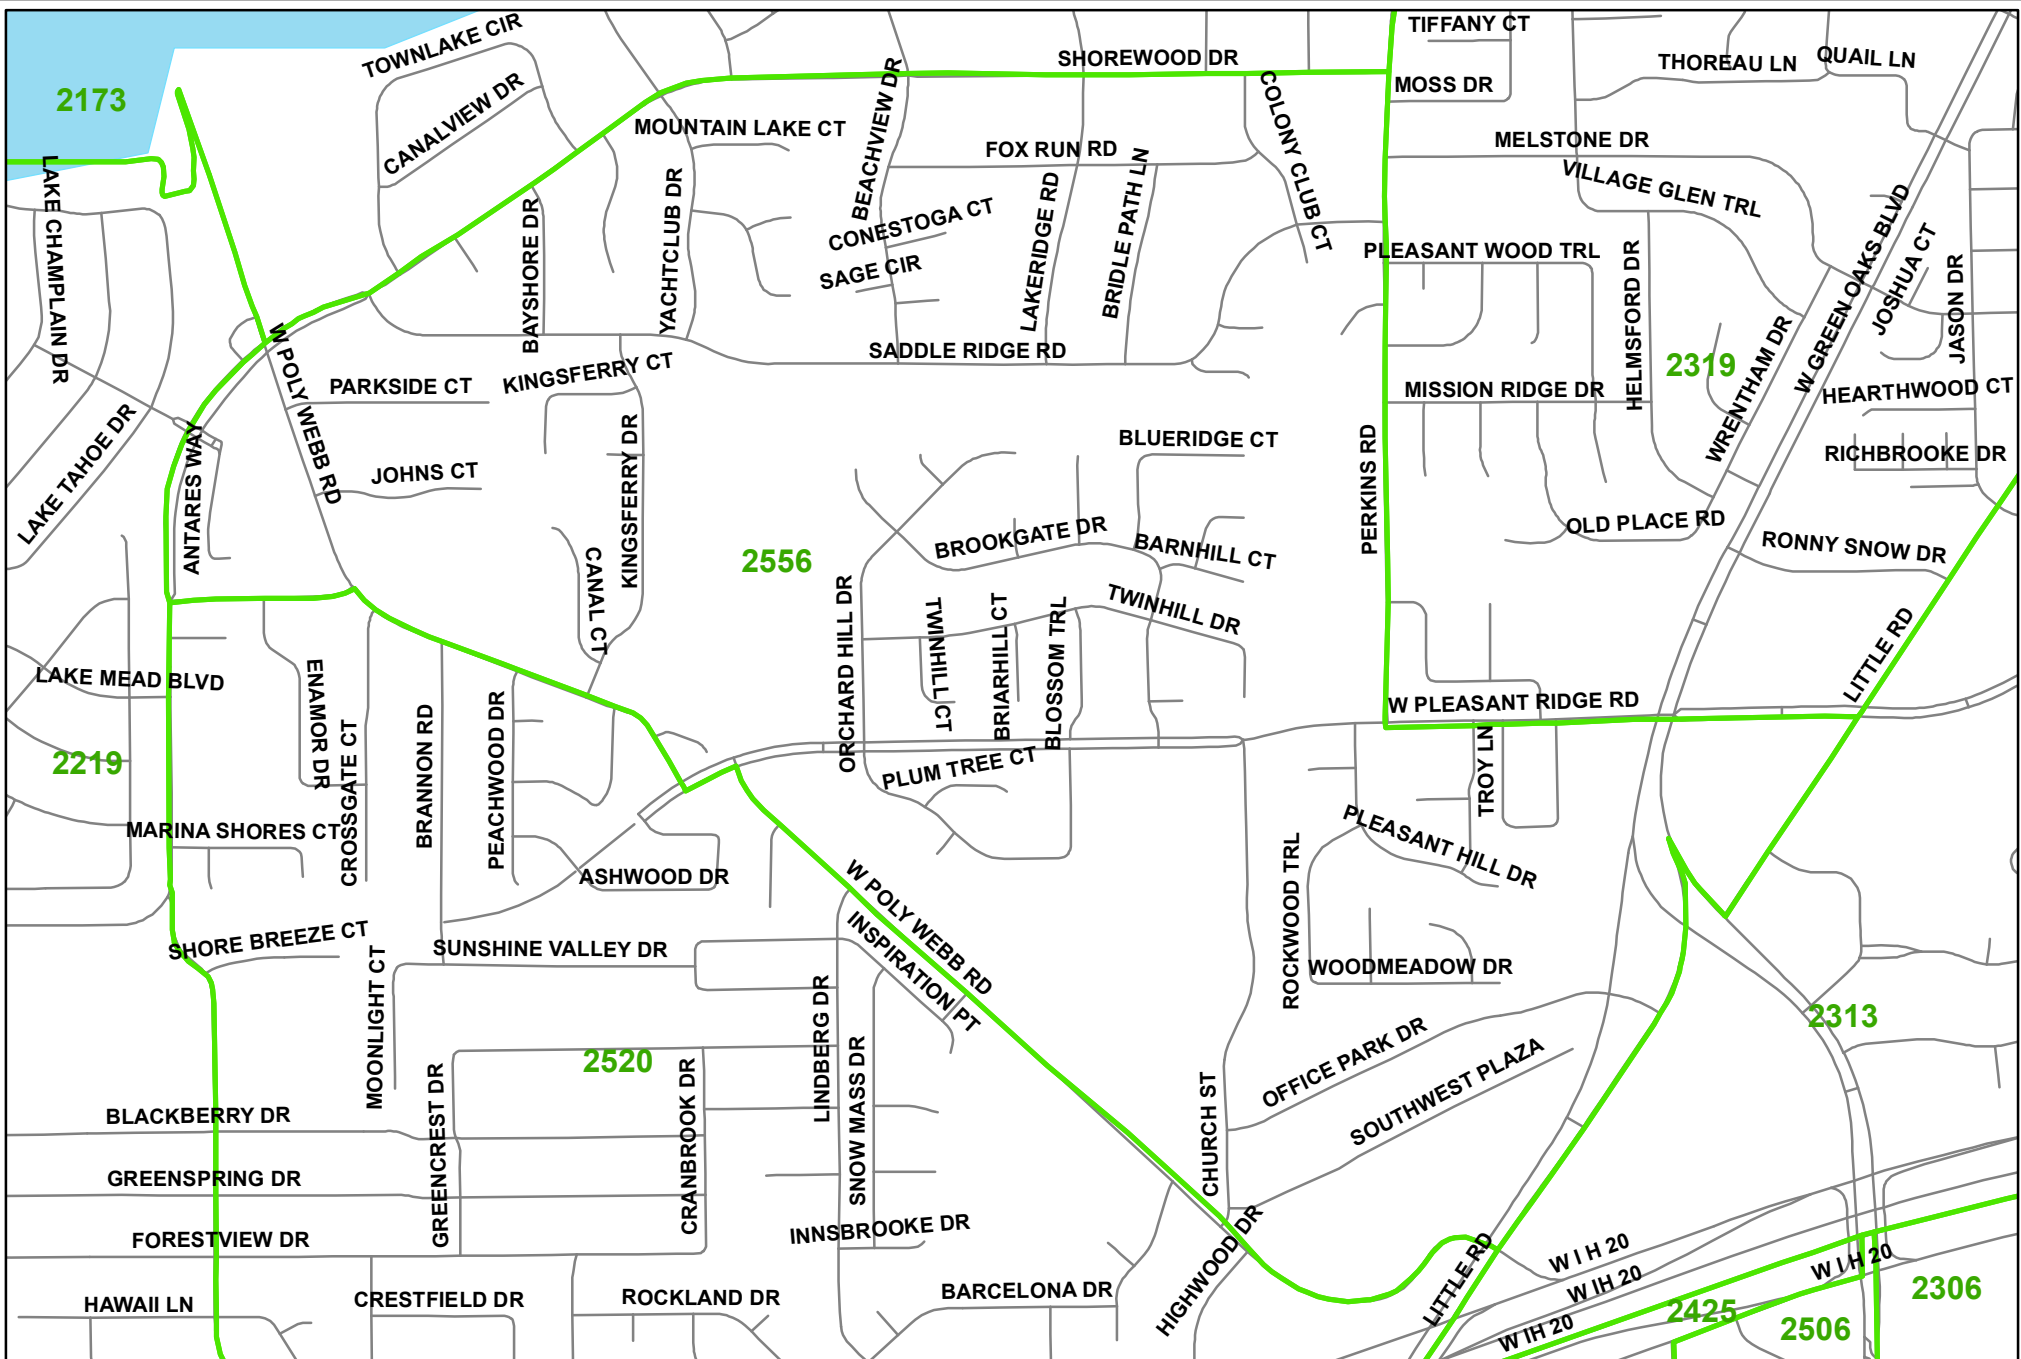 TOWNLAKE CIR
TIFFANY CT
SHOREWOOD DR
THOREAU LN
QUAIL LN
2173
CANALVIEW DR
BEACHVIEW DR
MOSS DR
MOUNTAIN LAKE CT
COLONY CLUB CT
FOX RUN RD
MELSTONE DR
LAKE CHAMPLAIN DR
YACHTCLUB DR
BAYSHORE DR
CONESTOGA CT
LAKERIDGE RD
BRIDLE PATH LN
VILLAGE GLEN TRL
W GREEN OAKS BLVD
JOSHUA CT
JASON DR
SAGE CIR
PLEASANT WOOD TRL
HELMSFORD DR
W POLY WEBB RD
SADDLE RIDGE RD
2319
WRENTHAM DR
PARKSIDE CT
KINGSFERRY CT
MISSION RIDGE DR
HEARTHWOOD CT
LAKE TAHOE DR
ANTARES WAY
KINGSFERRY DR
BLUERIDGE CT
PERKINS RD
RICHBROOKE DR
JOHNS CT
OLD PLACE RD
BROOKGATE DR
BARNHILL CT
RONNY SNOW DR
2556
CANAL CT
ORCHARD HILL DR
TWINHILL CT
BRIARHILL CT
BLOSSOM TRL
TWINHILL DR
LITTLE RD
LAKE MEAD BLVD
ENAMOR DR
CROSSGATE CT
BRANNON RD
PEACHWOOD DR
W PLEASANT RIDGE RD
2219
PLUM TREE CT
TROY LN
MARINA SHORES CT
PLEASANT HILL DR
ASHWOOD DR
ROCKWOOD TRL
W POLY WEBB RD
SHORE BREEZE CT
SUNSHINE VALLEY DR
INSPIRATION PT
WOODMEADOW DR
MOONLIGHT CT
LINDBERG DR
2313
2520
SNOW MASS DR
OFFICE PARK DR
SOUTHWEST PLAZA
GREENCREST DR
CRANBROOK DR
CHURCH ST
BLACKBERRY DR
GREENSPRING DR
INNSBROOKE DR
FORESTVIEW DR
HIGHWOOD DR
LITTLE RD
W I H 20
W IH 20
W I H 20
2306
HAWAII LN
CRESTFIELD DR
ROCKLAND DR
BARCELONA DR
2425
W IH 20
2506